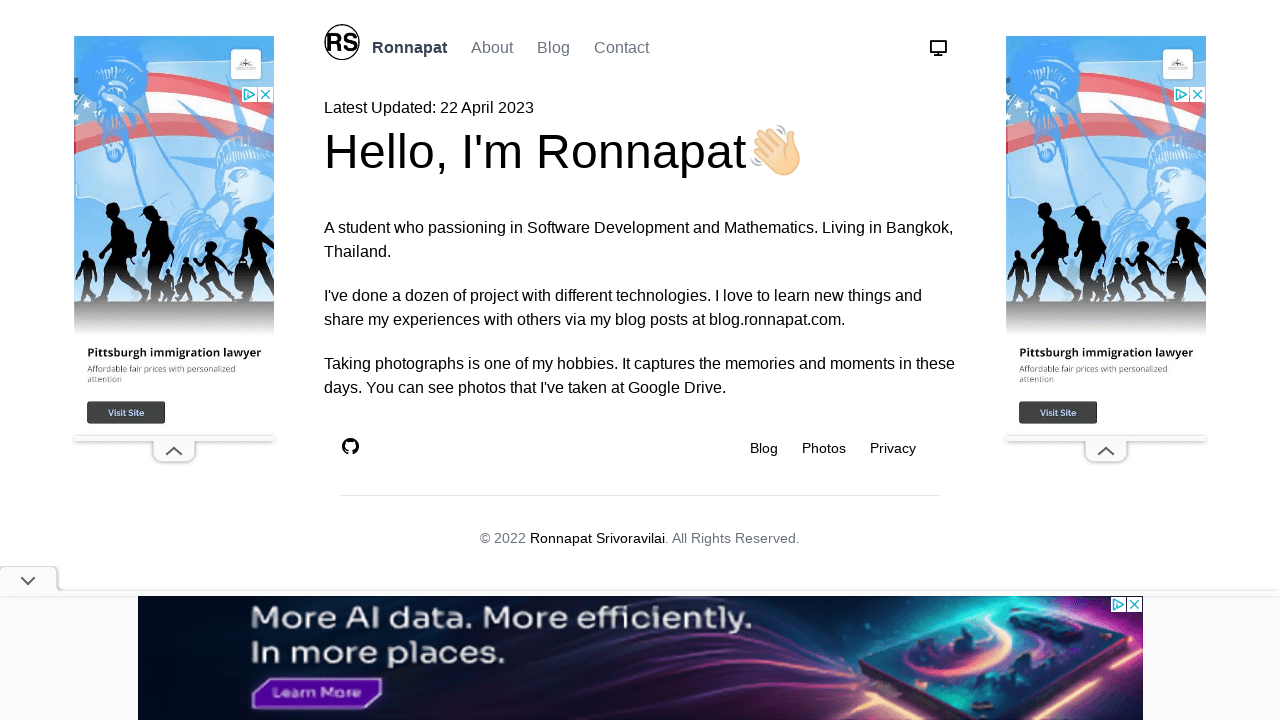 RS
Ronnapat About Blog Contact
Latest Updated: 22 April 2023
Hello, I'm Ronnapat
A student who passioning in Software Development and Mathematics. Living in Bangkok,
Thailand.
I've done a dozen of project with different technologies. I love to learn new things and
share my experiences with others via my blog posts at blog.ronnapat.com.
Taking photographs is one of my hobbies. It captures the memories and moments in these
days. You can see photos that I've taken at Google Drive.
Blog Photos Privacy
© 2022 Ronnapat Srivoravilai. All Rights Reserved.
Pittsburgh immigration lawyer
Affordable fair prices with personalized
attention
Visit Site
Pittsburgh immigration lawyer
Affordable fair prices with personalized
attention
Visit Site
More AI data. More efficiently.
In more places.
Learn More